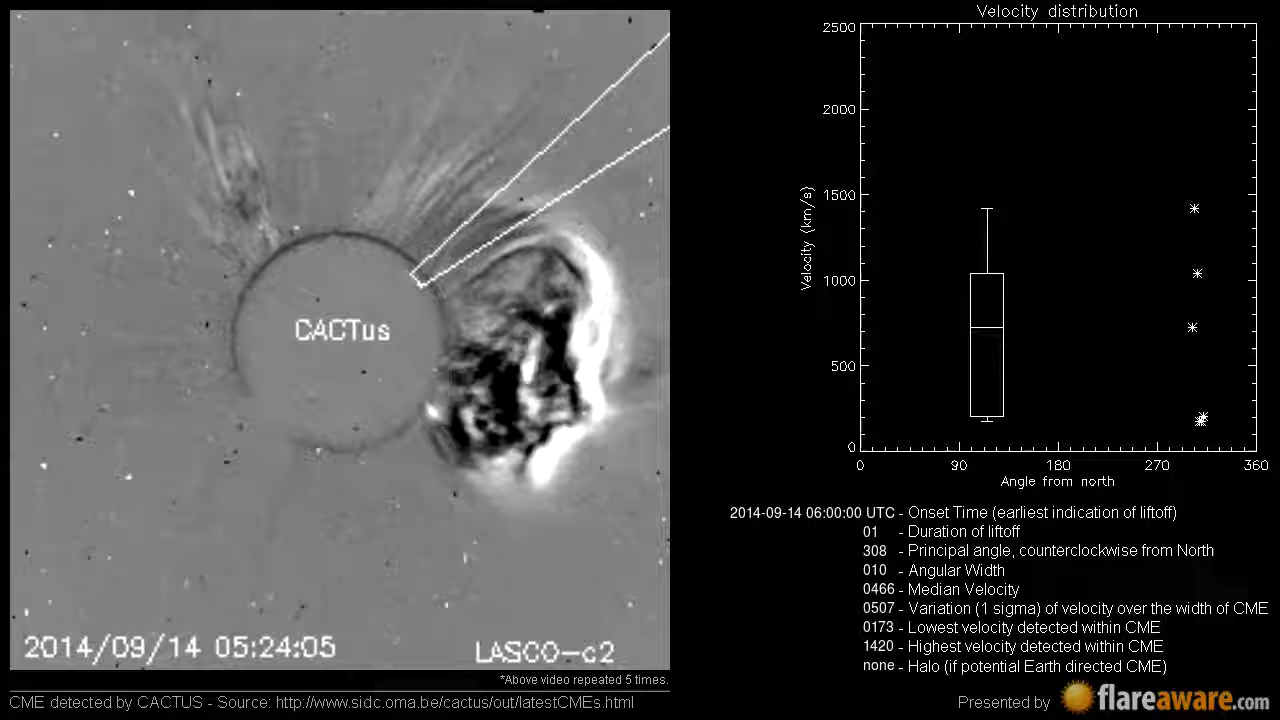 Velocity distribution
2500
2000
1500
1000
500
0
Velocity (km/s)
0 90 180 270 360
Angle from north
CACTus
2014/09/14 05:24:05 LASCO-c2
*Above video repeated 5 times.
CME detected by CACTUS - Source: http://www.sidc.oma.be/cactus/out/latestCMEs.html
2014-09-14 06:00:00 UTC - Onset Time (earliest indication of liftoff)
01 - Duration of liftoff
308 - Principal angle, counterclockwise from North
010 - Angular Width
0466 - Median Velocity
0507 - Variation (1 sigma) of velocity over the width of CME
0173 - Lowest velocity detected within CME
1420 - Highest velocity detected within CME
none - Halo (if potential Earth directed CME)
Presented by flareaware.com